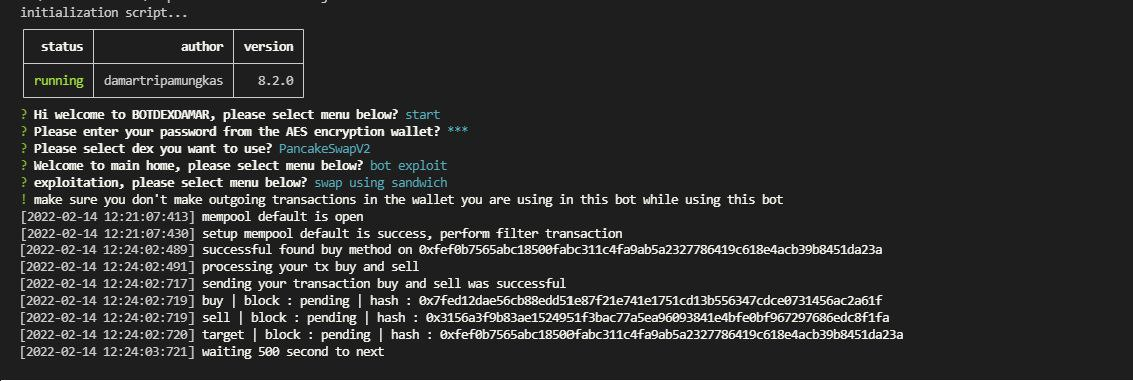 initialization script...
status author version
running damartripamungkas 8.2.0
? Hi welcome to BOTDEXDAMAR, please select menu below? start
? Please enter your password from the AES encryption wallet? ***
? Please select dex you want to use? PancakeSwapV2
? Welcome to main home, please select menu below? bot exploit
? exploitation, please select menu below? swap using sandwich
! make sure you don't make outgoing transactions in the wallet you are using in this bot while using this bot
[2022-02-14 12:21:07:413] mempool default is open
[2022-02-14 12:21:07:430] setup mempool default is success, perform filter transaction
[2022-02-14 12:24:02:489] successful found buy method on 0xfef0b7565abc18500fabc311c4fa9ab5a2327786419c618e4acb39b8451da23a
[2022-02-14 12:24:02:491] processing your tx buy and sell
[2022-02-14 12:24:02:717] sending your transaction buy and sell was successful
[2022-02-14 12:24:02:719] buy | block : pending | hash : 0x7fed12dae56cb88edd51e87f21e741e1751cd13b556347cdce0731456ac2a61f
[2022-02-14 12:24:02:719] sell | block : pending | hash : 0x3156a3f9b83ae1524951f3bac77a5ea96093841e4bfe0bf967297686edc8f1fa
[2022-02-14 12:24:02:720] target | block : pending | hash : 0xfef0b7565abc18500fabc311c4fa9ab5a2327786419c618e4acb39b8451da23a
[2022-02-14 12:24:03:721] waiting 500 second to next